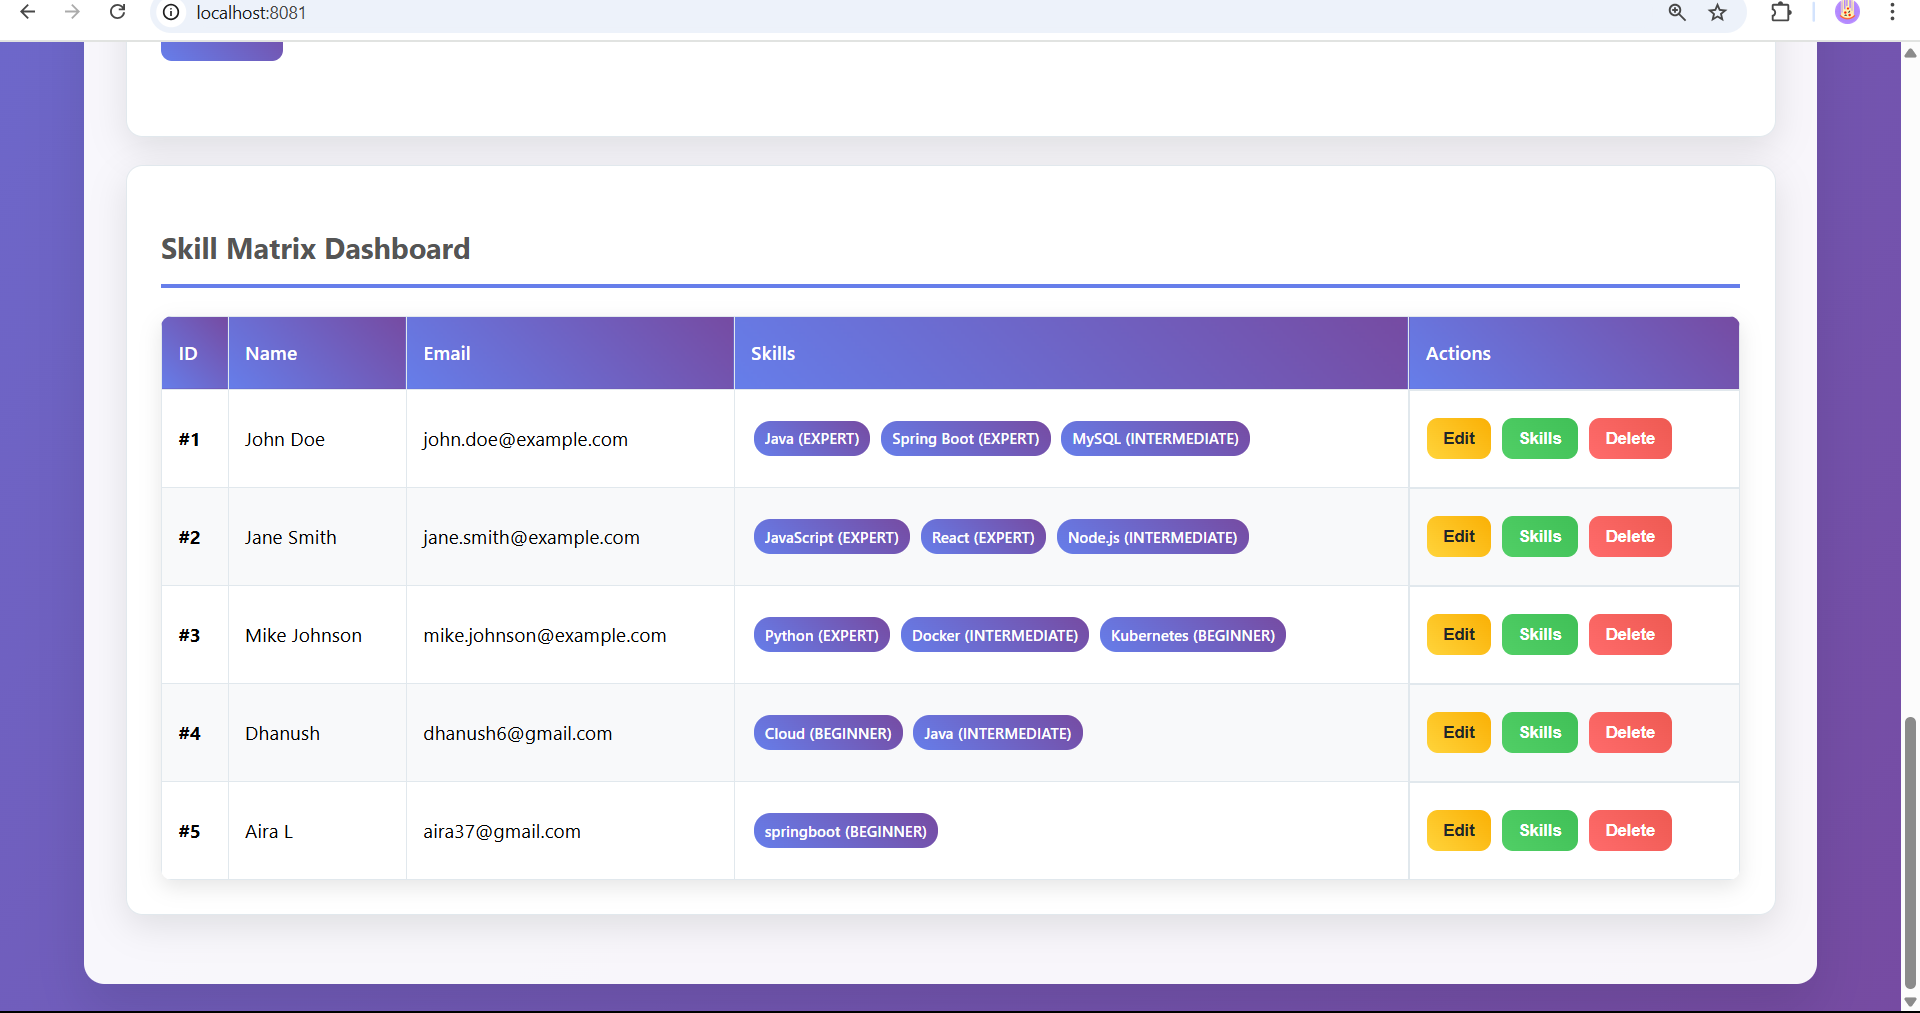 localhost:8081
Skill Matrix Dashboard
ID Name Email Skills Actions
#1 John Doe john.doe@example.com Java (EXPERT) Spring Boot (EXPERT) MySQL (INTERMEDIATE) Edit Skills Delete
#2 Jane Smith jane.smith@example.com JavaScript (EXPERT) React (EXPERT) Node.js (INTERMEDIATE) Edit Skills Delete
#3 Mike Johnson mike.johnson@example.com Python (EXPERT) Docker (INTERMEDIATE) Kubernetes (BEGINNER) Edit Skills Delete
#4 Dhanush dhanush6@gmail.com Cloud (BEGINNER) Java (INTERMEDIATE) Edit Skills Delete
#5 Aira L aira37@gmail.com springboot (BEGINNER) Edit Skills Delete